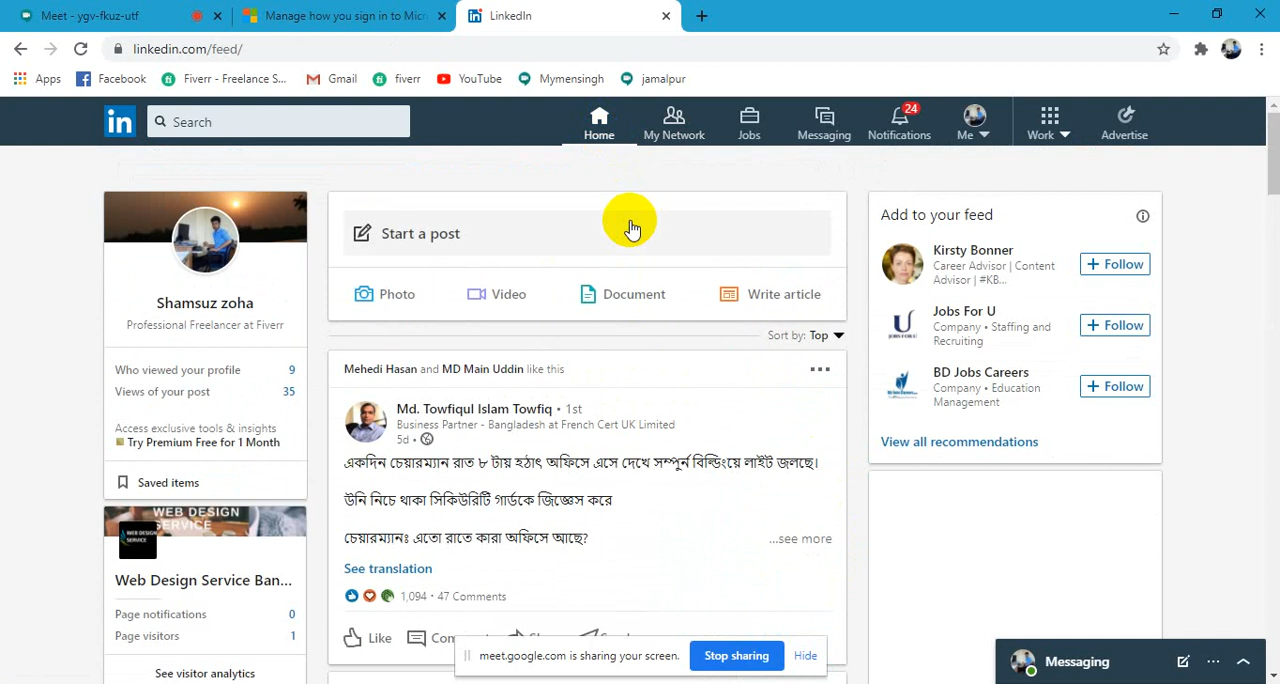 Meet - ygv-fkuz-utf
Manage how you sign in to Micr
LinkedIn
linkedin.com/feed/
Apps
Facebook
Fiverr - Freelance S...
Gmail
fiverr
YouTube
Mymensingh
jamalpur
in
Search
Home
My Network
Jobs
Messaging
24
Notifications
Me
Work
Advertise
Shamsuz zoha
Professional Freelancer at Fiverr
Who viewed your profile 9
Views of your post 35
Access exclusive tools & insights
Try Premium Free for 1 Month
Saved items
WEB DESIGN
SERVICE
Web Design Service Ban...
Page notifications 0
Page visitors 1
See visitor analytics
Start a post
Photo
Video
Document
Write article
Sort by: Top
Mehedi Hasan and MD Main Uddin like this
Md. Towfiqul Islam Towfiq • 1st
Business Partner - Bangladesh at French Cert UK Limited
5d •
একদিন চেয়ারম্যান রাত ৮ টায় হঠাৎ অফিসে এসে দেখে সম্পুর্ন বিল্ডিংয়ে লাইট জলছে।
উনি নিচে থাকা সিকিউরিটি গার্ডকে জিজ্ঞেস করে
চেয়ারম্যানঃ এতো রাতে কারা অফিসে আছে?
...see more
See translation
1,094 • 47 Comments
Like
Add to your feed
Kirsty Bonner
Career Advisor | Content
Advisor | #KB...
+ Follow
Jobs For U
Company • Staffing and
Recruiting
+ Follow
BD Jobs Careers
Company • Education
Management
+ Follow
View all recommendations
meet.google.com is sharing your screen.
Stop sharing
Hide
Messaging